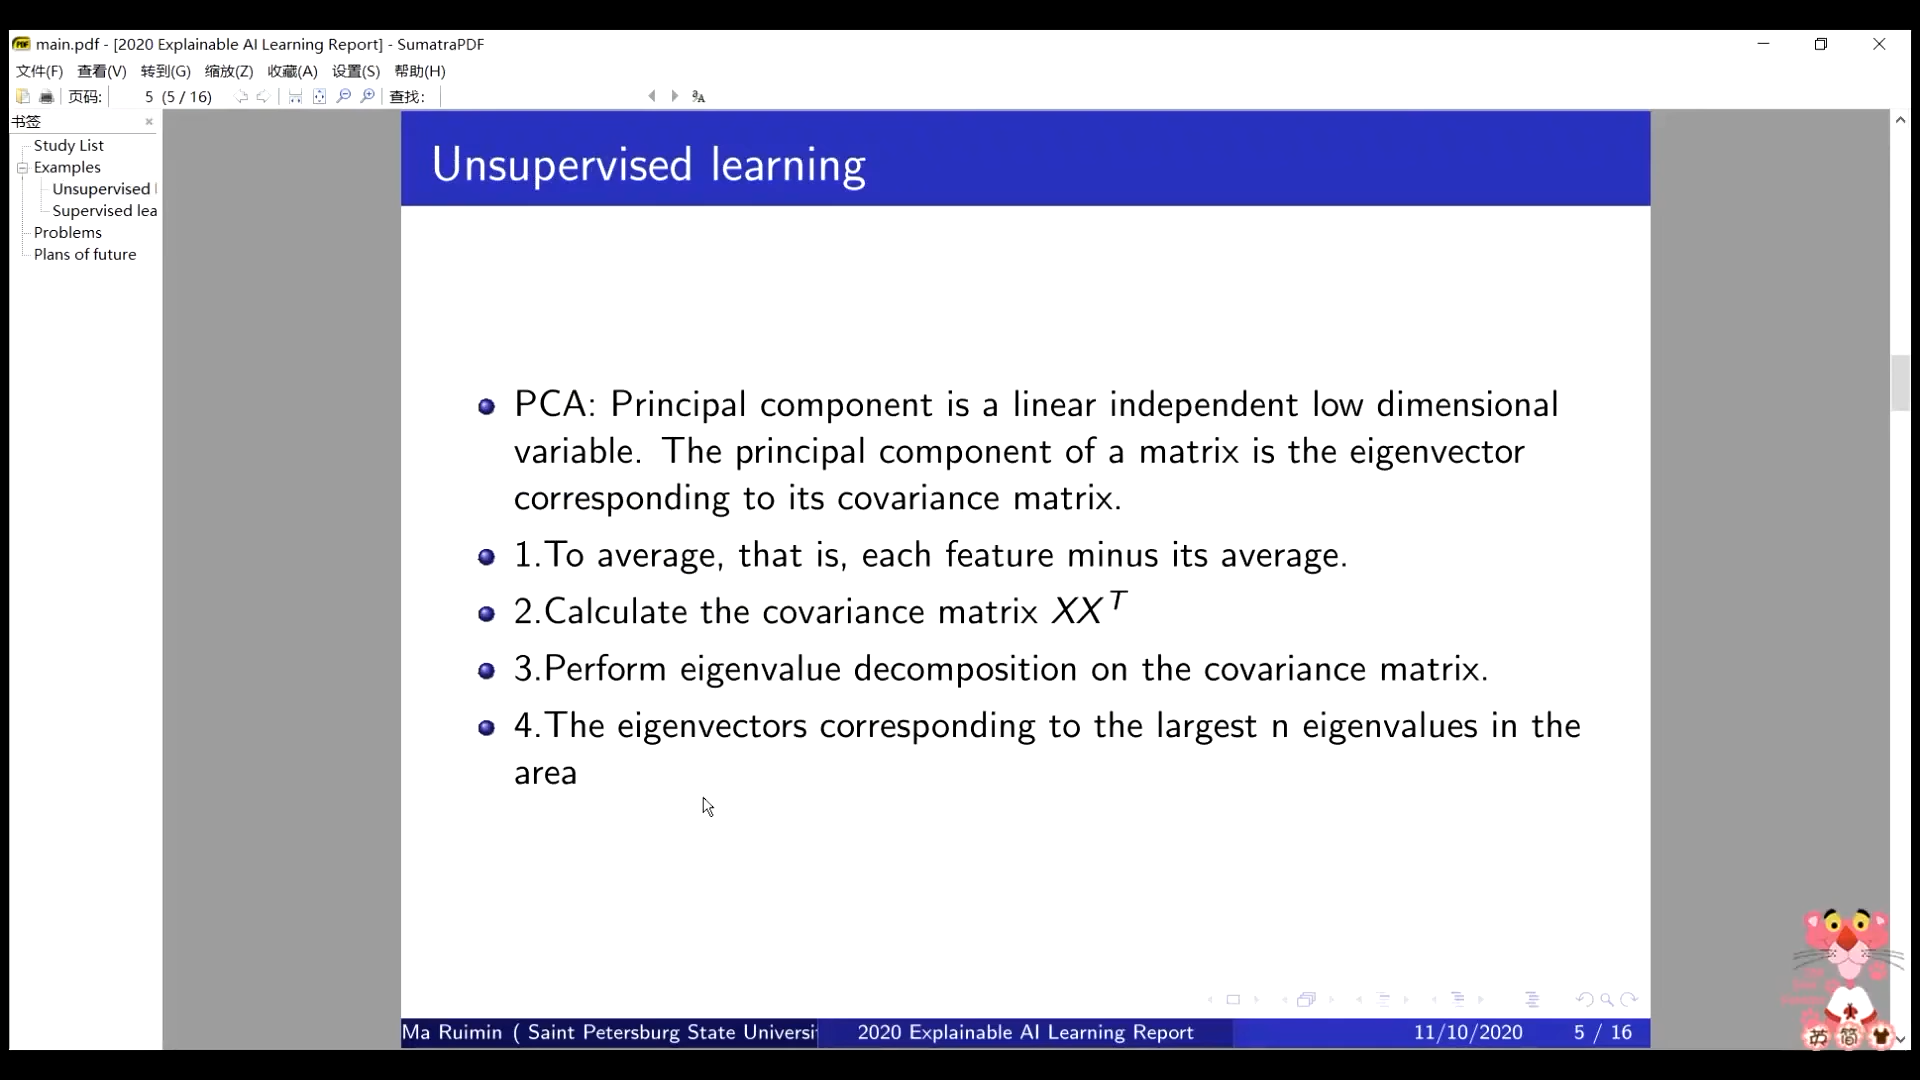 main.pdf - [2020 Explainable AI Learning Report] - SumatraPDF
文件(F) 查看(V) 转到(G) 缩放(Z) 收藏(A) 设置(S) 帮助(H)
页码: 5 (5 / 16) 查找:
书签
Study List
Examples
Unsupervised
Supervised lea
Problems
Plans of future
Unsupervised learning
PCA: Principal component is a linear independent low dimensional
variable. The principal component of a matrix is the eigenvector
corresponding to its covariance matrix.
1.To average, that is, each feature minus its average.
2.Calculate the covariance matrix XX^T
3.Perform eigenvalue decomposition on the covariance matrix.
4.The eigenvectors corresponding to the largest n eigenvalues in the
area
Ma Ruimin ( Saint Petersburg State Universi 2020 Explainable AI Learning Report 11/10/2020 5 / 16
英 简